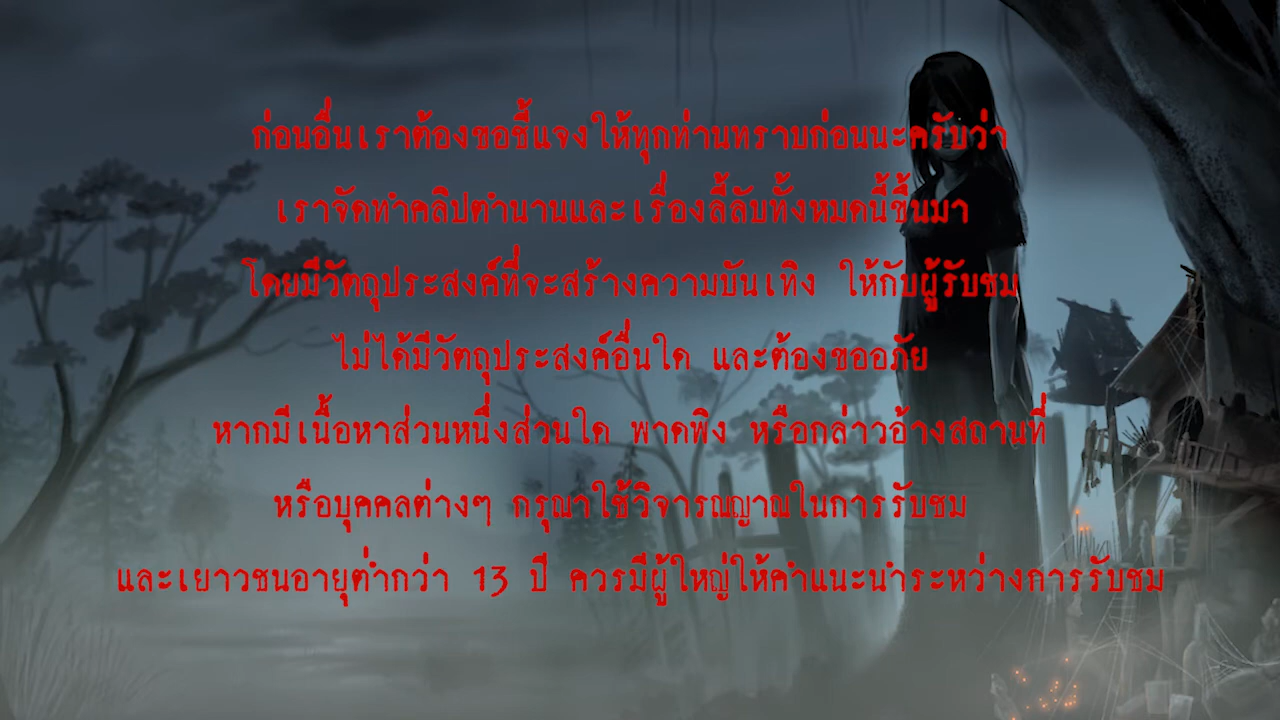 ก่อนอื่นเราต้องขอชี้แจงให้ทุกท่านทราบก่อนนะครับว่า
เราจัดทำคลิปตำนานและเรื่องลี้ลับทั้งหมดนี้ขึ้นมา
โดยมีวัตถุประสงค์ที่จะสร้างความบันเทิง ให้กับผู้รับชม
ไม่ได้มีวัตถุประสงค์อื่นใด และต้องขออภัย
หากมีเนื้อหาส่วนหนึ่งส่วนใด พาดพิง หรือกล่าวอ้างสถานที่
หรือบุคคลต่างๆ กรุณาใช้วิจารณญาณในการรับชม
และเยาวชนอายุต่ำกว่า 13 ปี ควรมีผู้ใหญ่ให้คำแนะนำระหว่างการรับชม